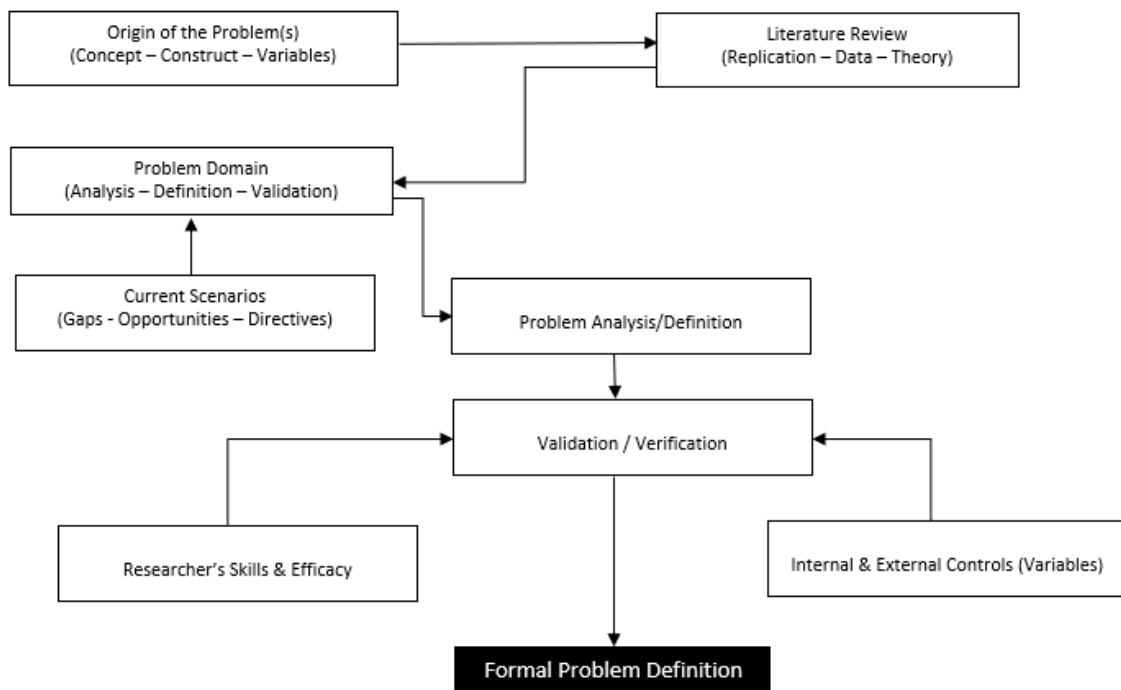 Origin of the Problem(s)
(Concept – Construct – Variables)
Literature Review
(Replication – Data – Theory)
Problem Domain
(Analysis – Definition – Validation)
Current Scenarios
(Gaps - Opportunities – Directives)
Problem Analysis/Definition
Validation / Verification
Researcher's Skills & Efficacy
Internal & External Controls (Variables)
Formal Problem Definition